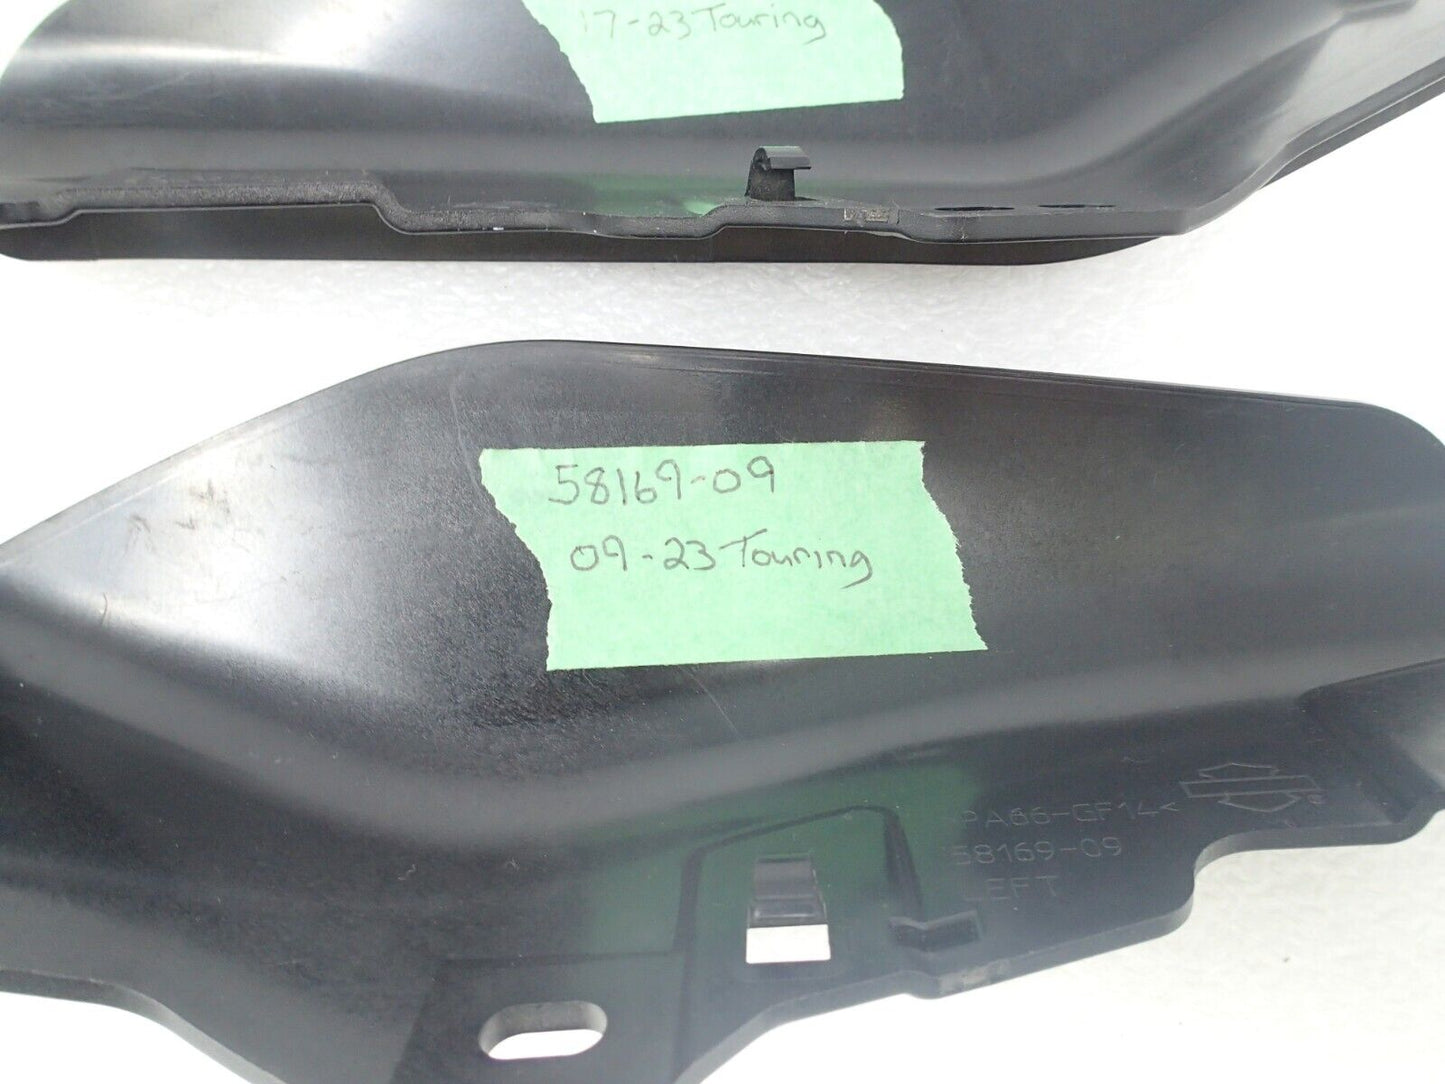 17-23 Touring
58169-09
09-23 Touring
PA66-GF14<
58169-09
LEFT